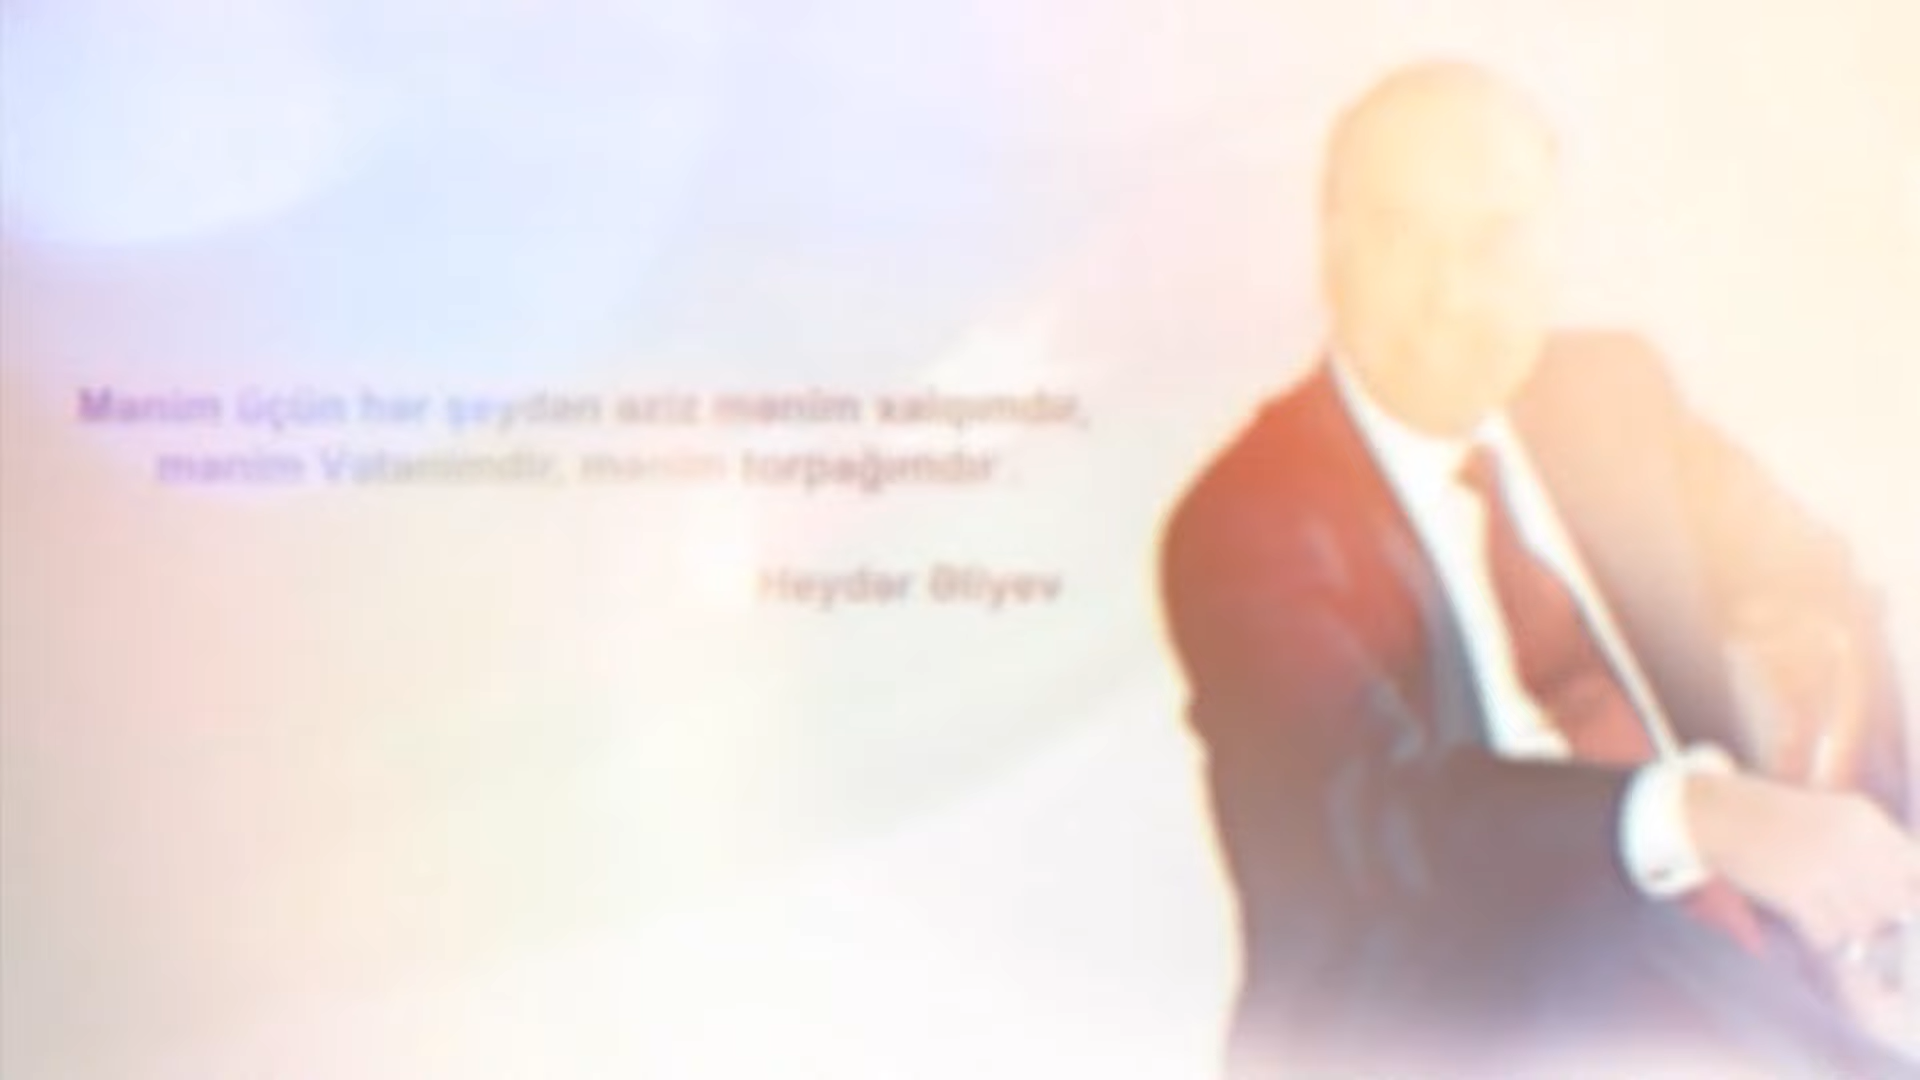 Mənim üçün hər şeydən əziz mənim xalqımdır,
mənim Vətənimdir, mənim torpağımdır .
Heydər Əliyev